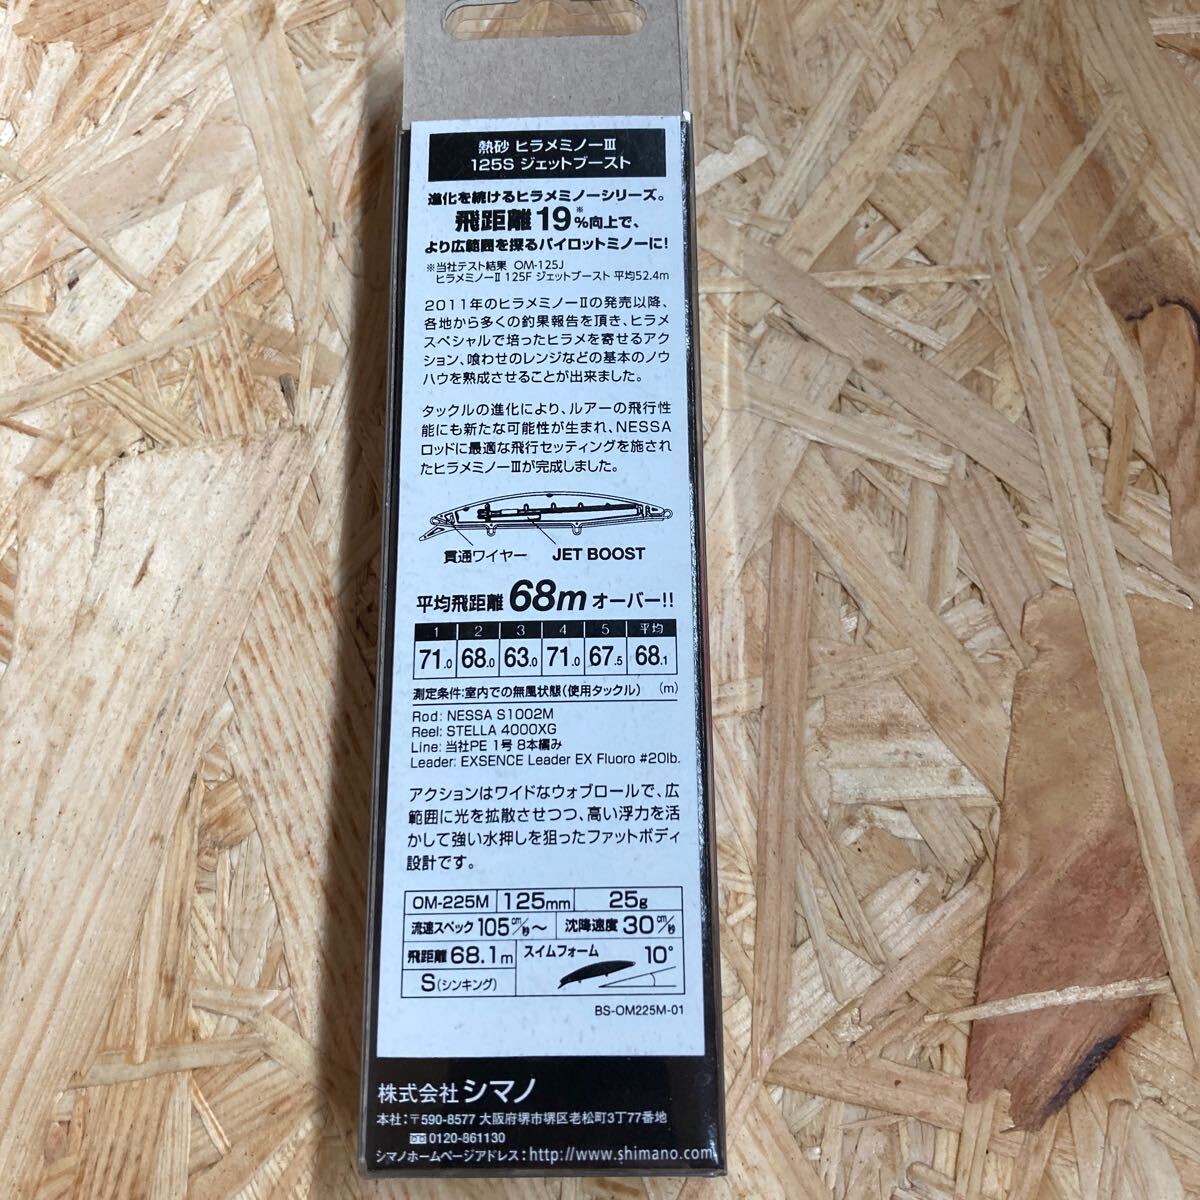 熱砂 ヒラメミノーⅢ
125S ジェットブースト
進化を続けるヒラメミノーシリーズ。
飛距離19※%向上で、
より広範囲を探るパイロットミノーに!
※当社テスト結果 OM-125J
ヒラメミノーⅡ 125F ジェットブースト 平均52.4m
2011年のヒラメミノーⅡの発売以降、
各地から多くの釣果報告を頂き、ヒラメ
スペシャルで培ったヒラメを寄せるアク
ション、喰わせのレンジなどの基本のノウ
ハウを熟成させることが出来ました。
タックルの進化により、ルアーの飛行性
能にも新たな可能性が生まれ、NESSA
ロッドに最適な飛行セッティングを施され
たヒラメミノーⅢが完成しました。
貫通ワイヤー JET BOOST
平均飛距離 68m オーバー!!
1 2 3 4 5 平均
71.0 68.0 63.0 71.0 67.5 68.1
測定条件:室内での無風状態(使用タックル) (m)
Rod: NESSA S1002M
Reel: STELLA 4000XG
Line: 当社PE 1号 8本編み
Leader: EXSENCE Leader EX Fluoro #20lb.
アクションはワイドなウォブロールで、広
範囲に光を拡散させつつ、高い浮力を活
かして強い水押しを狙ったファットボディ
設計です。
OM-225M 125mm 25g
流速スペック 105cm/秒~ 沈降速度 30cm/秒
飛距離 68.1m スイムフォーム 10°
S(シンキング)
BS-OM225M-01
株式会社 シマノ
本社:〒590-8577 大阪府堺市堺区老松町3丁77番地
0120-861130
シマノホームページアドレス:http://www.shimano.com